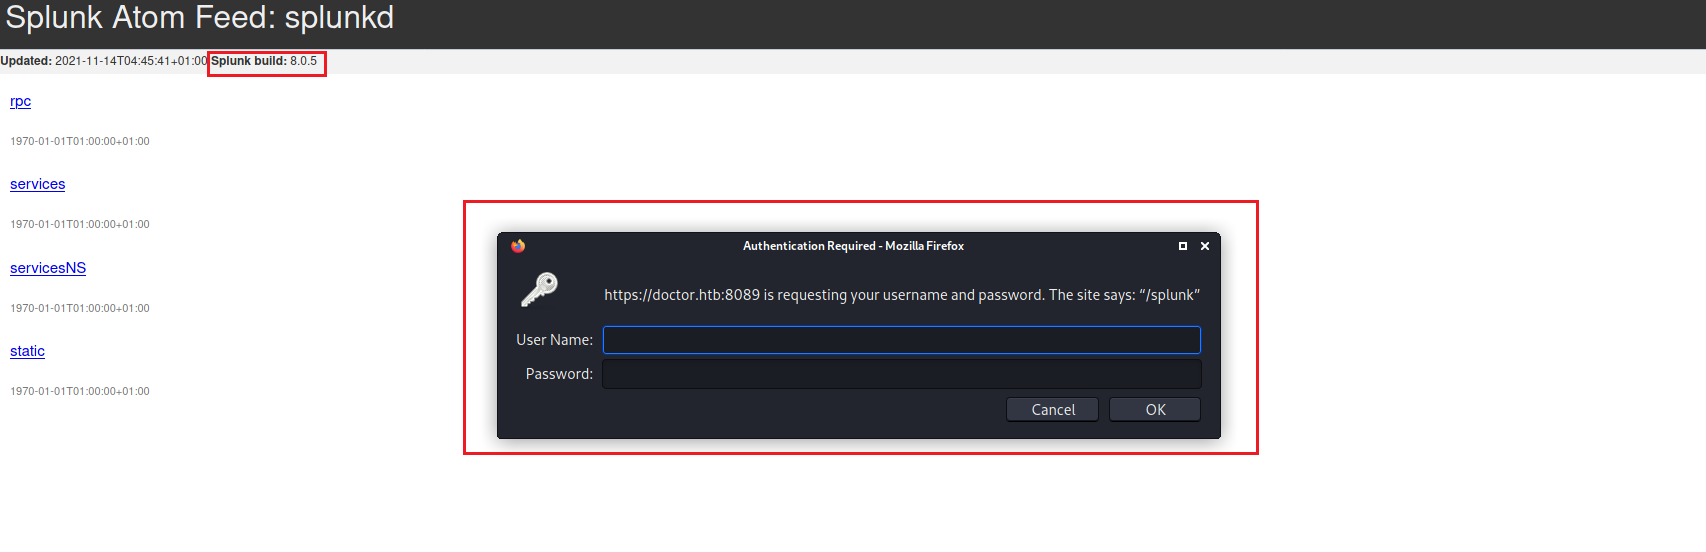 Splunk Atom Feed: splunkd
Updated: 2021-11-14T04:45:41+01:00 Splunk build: 8.0.5
rpc
1970-01-01T01:00:00+01:00
services
1970-01-01T01:00:00+01:00
servicesNS
1970-01-01T01:00:00+01:00
static
1970-01-01T01:00:00+01:00
Authentication Required - Mozilla Firefox
https://doctor.htb:8089 is requesting your username and password. The site says: “/splunk”
User Name:
Password:
Cancel OK